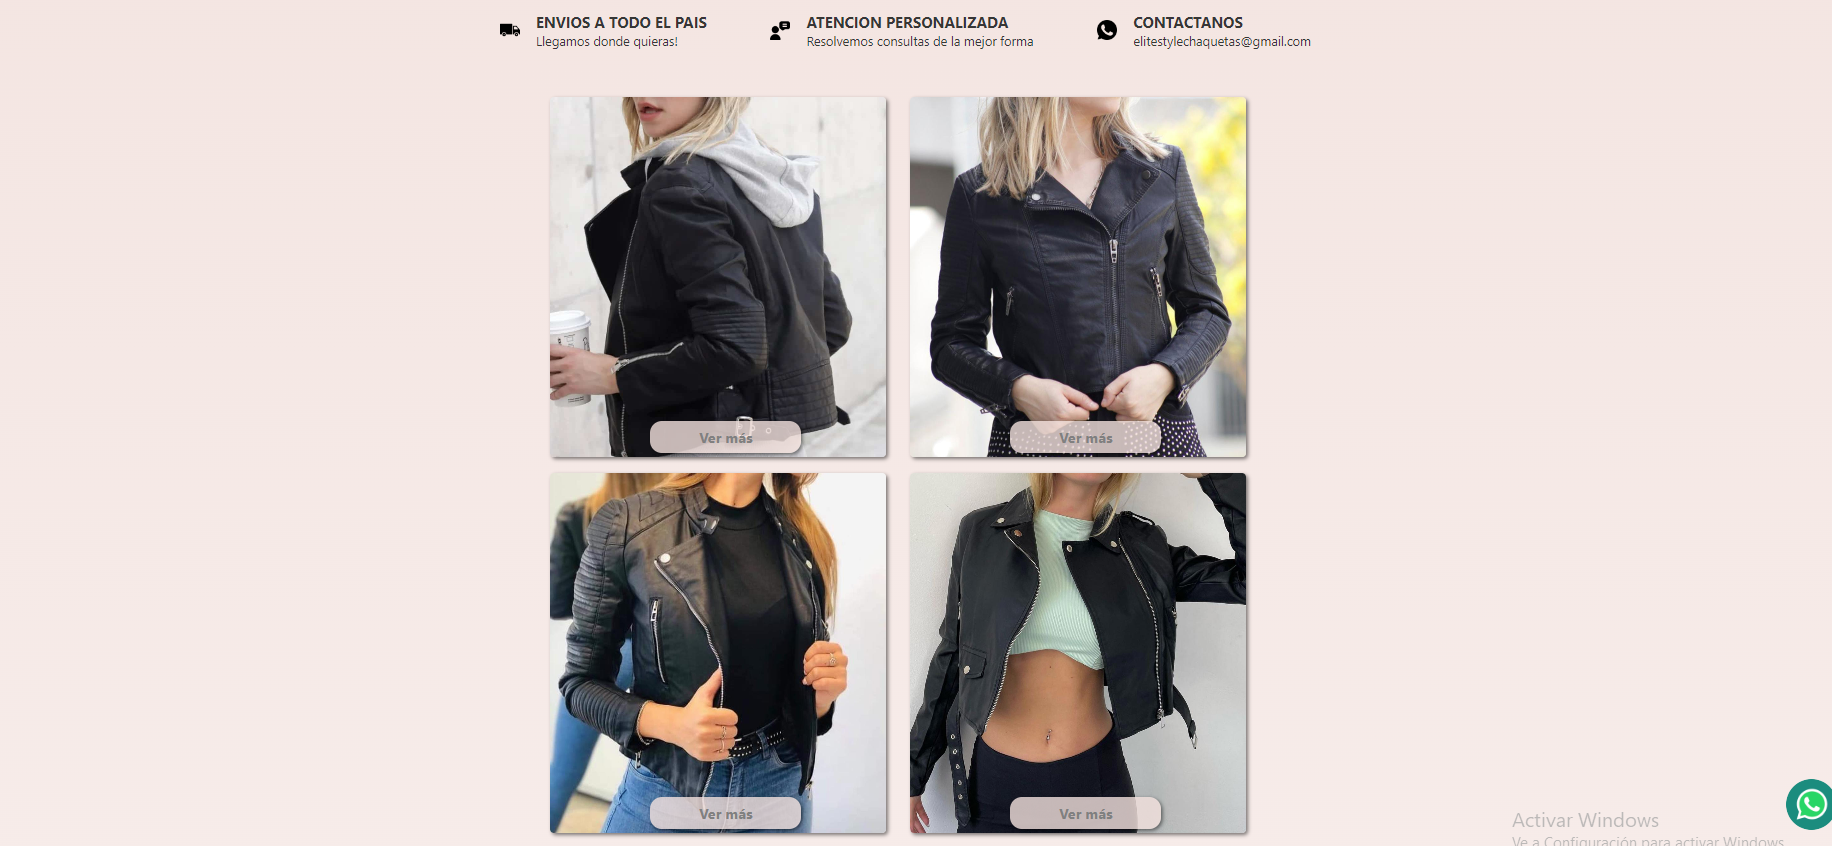 ENVIOS A TODO EL PAIS
Llegamos donde quieras!
ATENCION PERSONALIZADA
Resolvemos consultas de la mejor forma
CONTACTANOS
elitestylechaquetas@gmail.com
Ver más
Ver más
Ver más
Ver más
Activar Windows
Ve a Configuración para activar Windows.